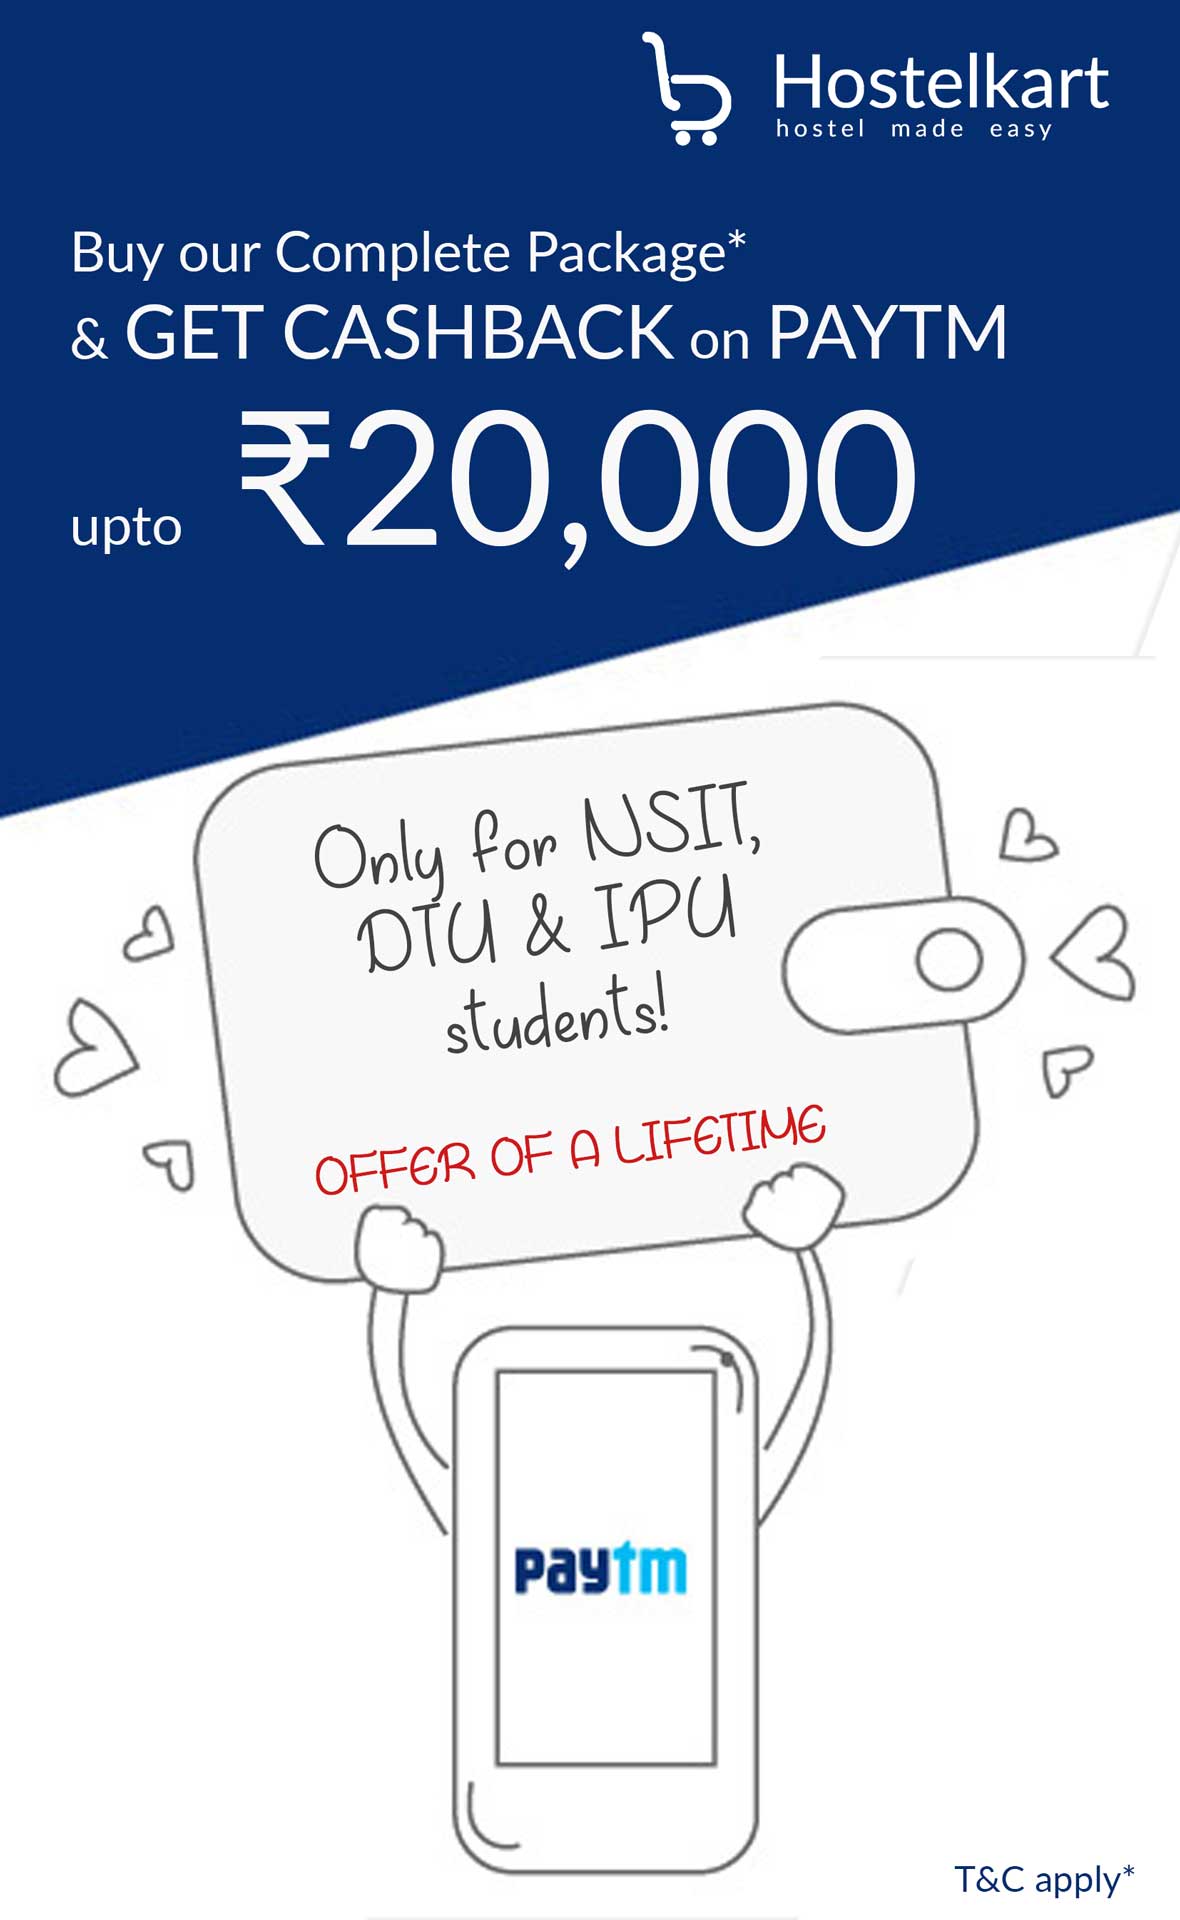 Hostelkart
hostel made easy
Buy our Complete Package*
& GET CASHBACK on PAYTM
upto ₹20,000
Only for NSIT,
DTU & IPU
students!
OFFER OF A LIFETIME
paytm
T&C apply*